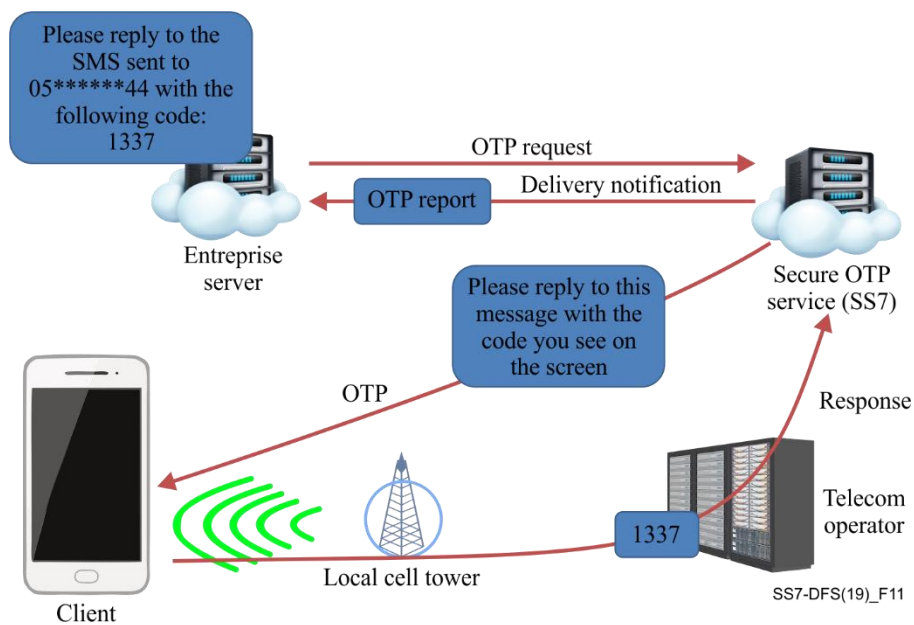 Please reply to the
SMS sent to
05******44 with the
following code:
1337
OTP request
Delivery notification
OTP report
Entreprise
server
Secure OTP
service (SS7)
Please reply to this
message with the
code you see on
the screen
OTP
Response
Telecom
operator
1337
Local cell tower
Client
SS7-DFS(19)_F11